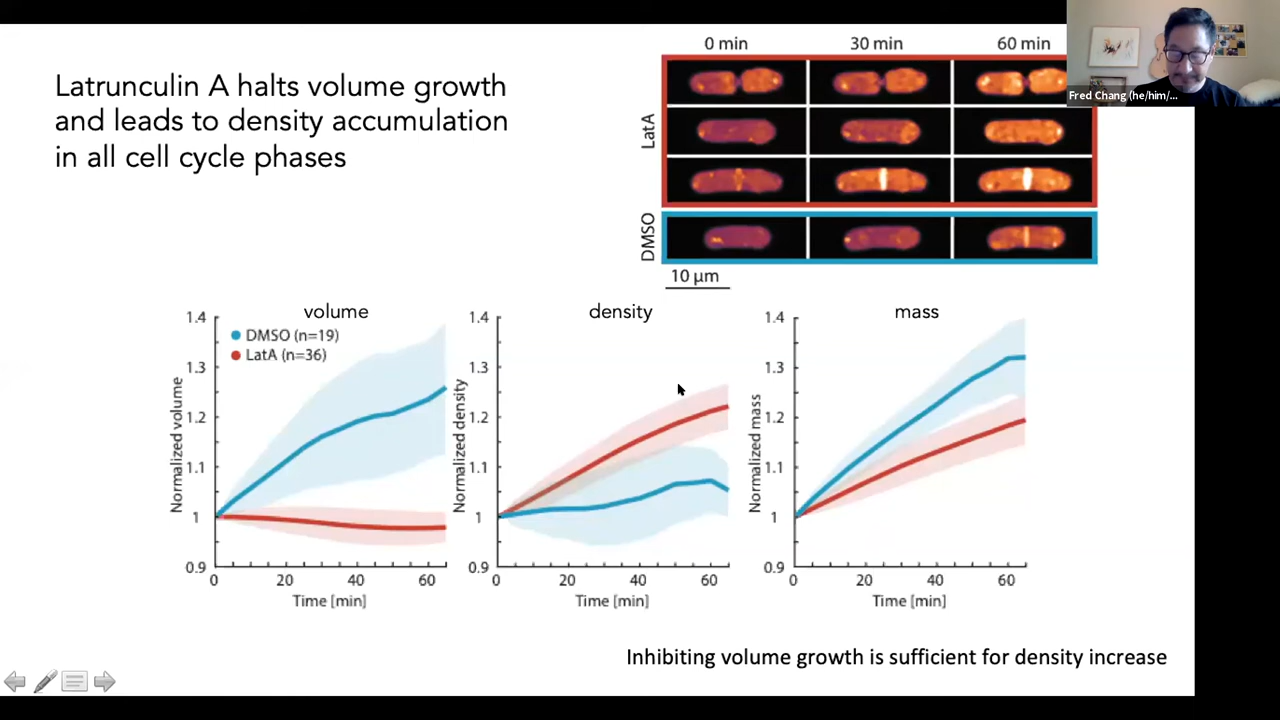 Latrunculin A halts volume growth
and leads to density accumulation
in all cell cycle phases
0 min 30 min 60 min
Fred Chang (he/him/...
LatA
DMSO
10 µm
volume
density
mass
DMSO (n=19)
LatA (n=36)
Normalized volume
1.4
1.3
1.2
1.1
1
0.9
0 20 40 60
Time [min]
Normalized density
1.4
1.3
1.2
1.1
1
0.9
0 20 40 60
Time [min]
Normalized mass
1.4
1.3
1.2
1.1
1
0.9
0 20 40 60
Time [min]
Inhibiting volume growth is sufficient for density increase